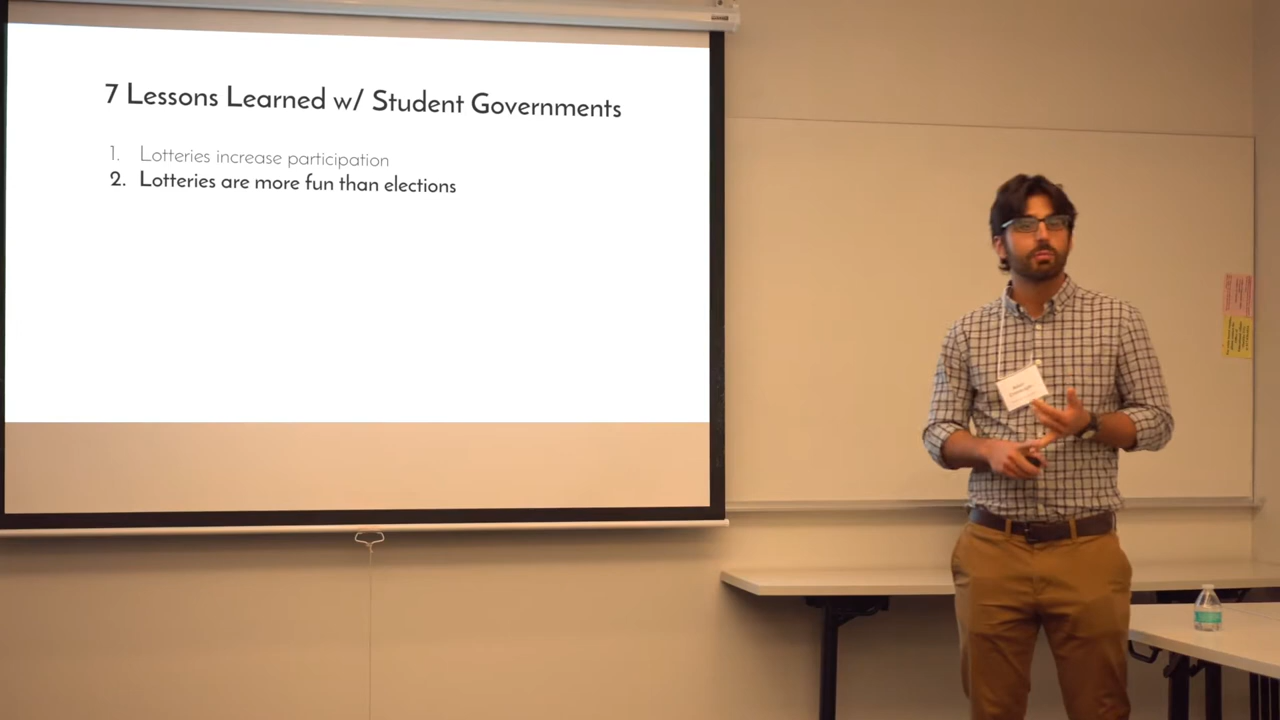 7 Lessons Learned w/ Student Governments
1. Lotteries increase participation
2. Lotteries are more fun than elections